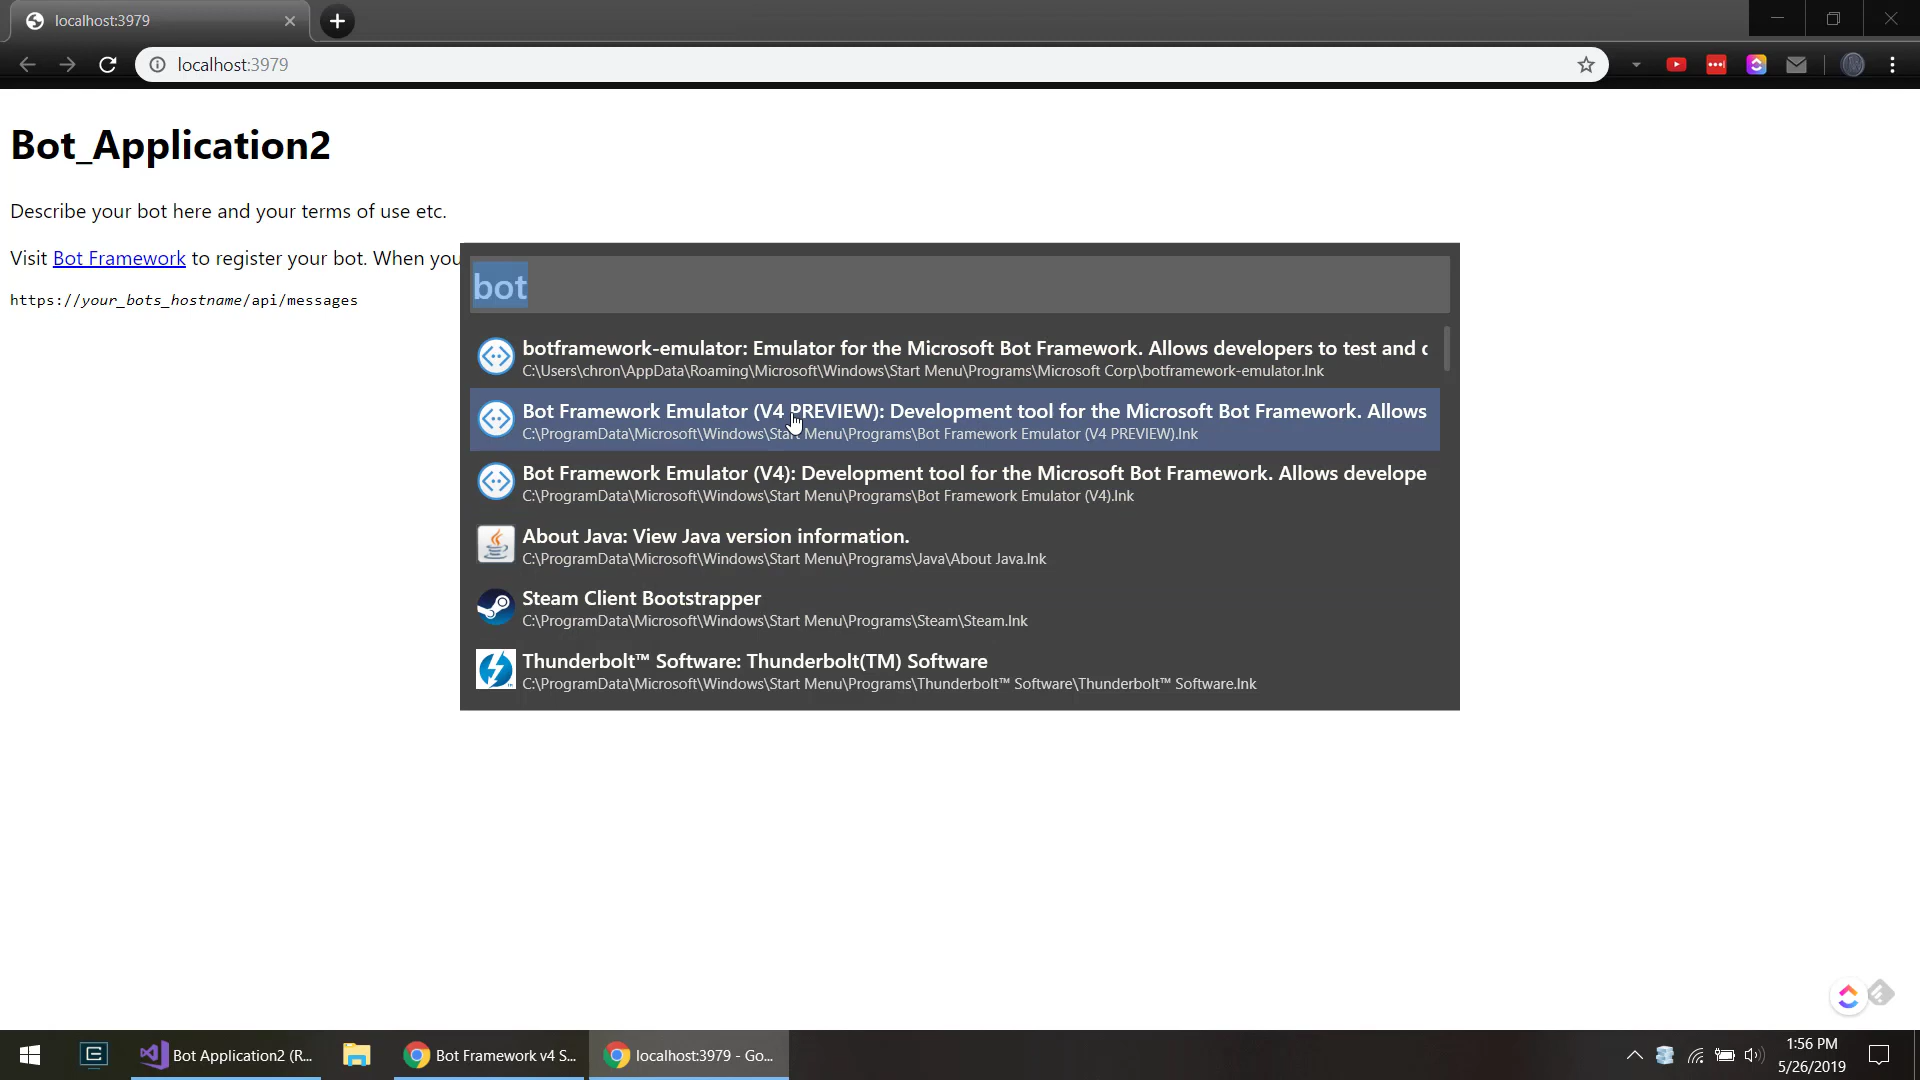 localhost:3979
localhost:3979
Bot_Application2
Describe your bot here and your terms of use etc.
Visit Bot Framework to register your bot. When you
https://your_bots_hostname/api/messages
bot
botframework-emulator: Emulator for the Microsoft Bot Framework. Allows developers to test and
C:\Users\chron\AppData\Roaming\Microsoft\Windows\Start Menu\Programs\Microsoft Corp\botframework-emulator.lnk
Bot Framework Emulator (V4 PREVIEW): Development tool for the Microsoft Bot Framework. Allows
C:\ProgramData\Microsoft\Windows\Start Menu\Programs\Bot Framework Emulator (V4 PREVIEW).lnk
Bot Framework Emulator (V4): Development tool for the Microsoft Bot Framework. Allows develope
C:\ProgramData\Microsoft\Windows\Start Menu\Programs\Bot Framework Emulator (V4).lnk
About Java: View Java version information.
C:\ProgramData\Microsoft\Windows\Start Menu\Programs\Java\About Java.lnk
Steam Client Bootstrapper
C:\ProgramData\Microsoft\Windows\Start Menu\Programs\Steam\Steam.lnk
Thunderbolt™ Software: Thunderbolt(TM) Software
C:\ProgramData\Microsoft\Windows\Start Menu\Programs\Thunderbolt™ Software\Thunderbolt™ Software.lnk
Bot Application2 (R...
Bot Framework v4 S...
localhost:3979 - Go...
1:56 PM
5/26/2019